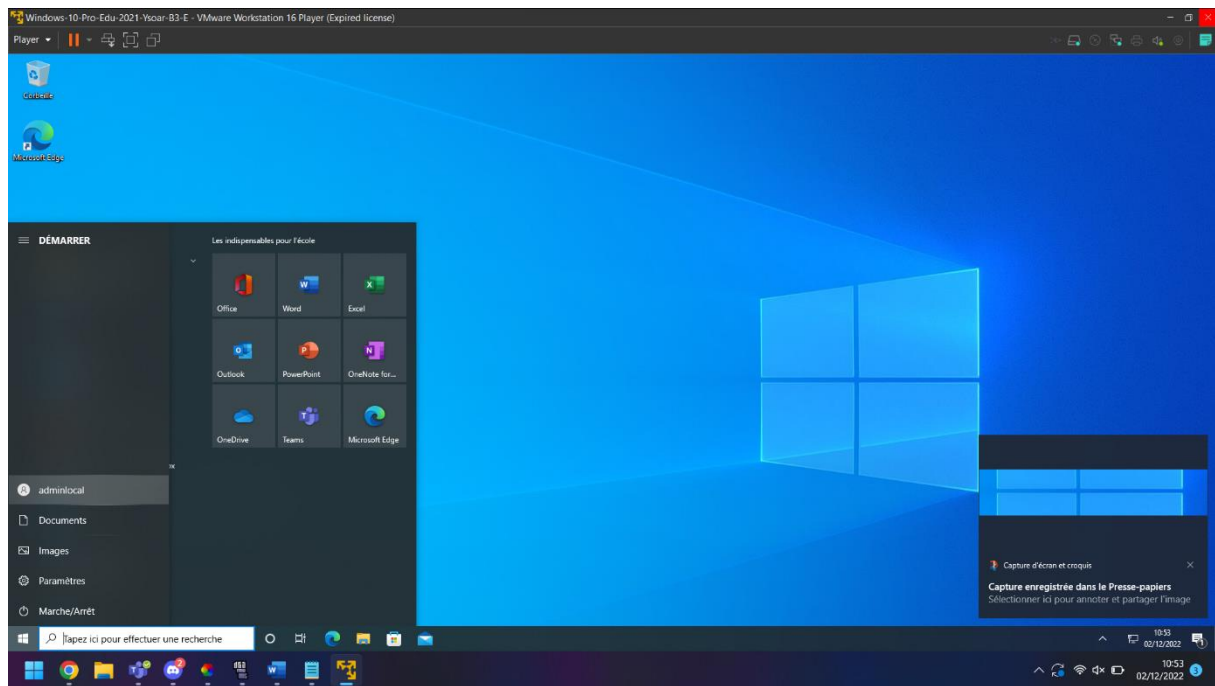 Windows-10-Pro-Edu-2021-Ysoar-B3-E - VMware Workstation 16 Player (Expired license)
Player
Corbeille
Microsoft Edge
DÉMARRER
Les indispensables pour l'école
Office
Word
Excel
Outlook
PowerPoint
OneNote for...
OneDrive
Teams
Microsoft Edge
adminlocal
Documents
Images
Paramètres
Marche/Arrêt
Capture d'écran et croquis
Capture enregistrée dans le Presse-papiers
Sélectionner ici pour annoter et partager l'image
Tapez ici pour effectuer une recherche
10:53
02/12/2022
10:53
02/12/2022
3